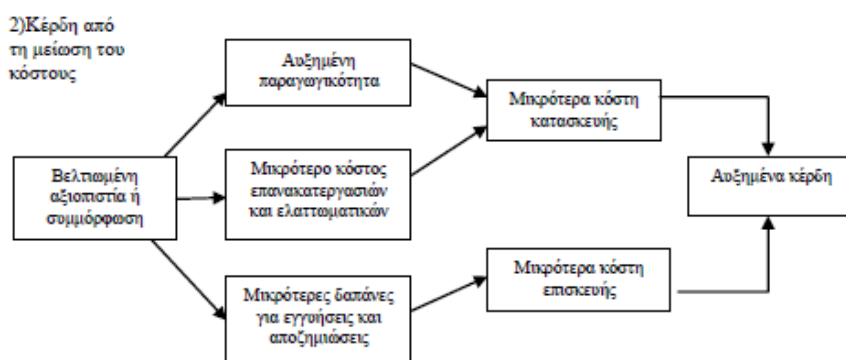 2)Κέρδη από
τη μείωση του
κόστους
Αυξημένη
παραγωγικότητα
Μικρότερα κόστη
κατασκευής
Βελτιωμένη
αξιοπιστία ή
συμμόρφωση
Μικρότερο κόστος
επανακατεργασιών
και ελαττωματικών
Αυξημένα κέρδη
Μικρότερες δαπάνες
για εγγυήσεις και
αποζημιώσεις
Μικρότερα κόστη
επισκευής